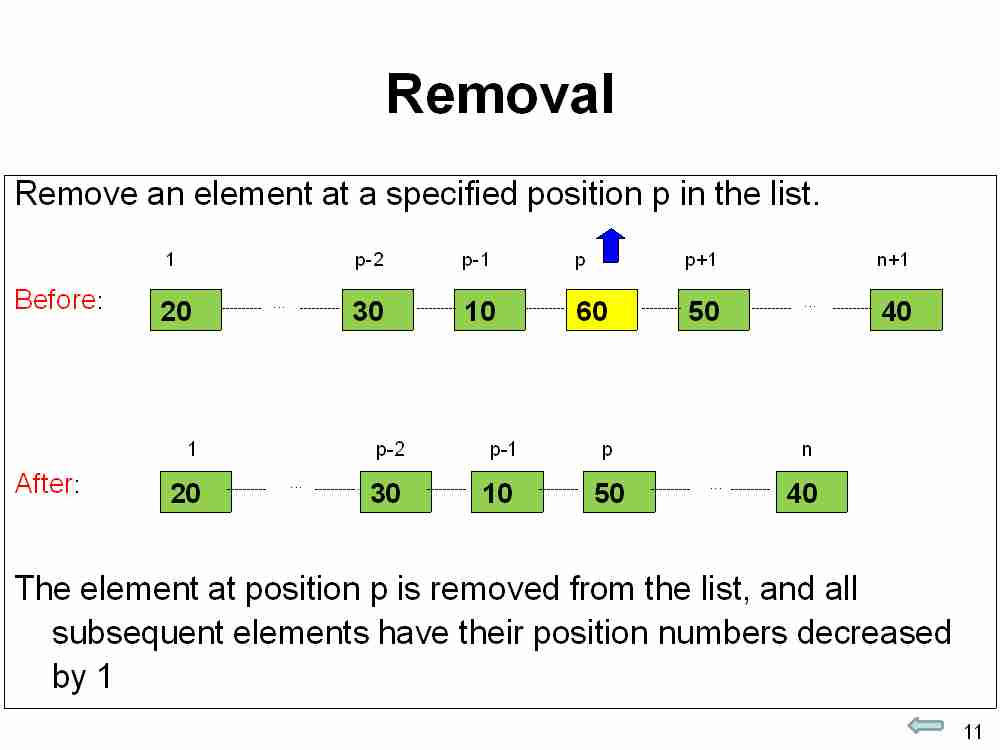 Removal
Remove an element at a specified position p in the list.
1 p-2 p-1 p p+1 n+1
Before:
20 ... 30 10 60 50 ... 40
1 p-2 p-1 p n
After:
20 ... 30 10 50 ... 40
The element at position p is removed from the list, and all
subsequent elements have their position numbers decreased
by 1
11